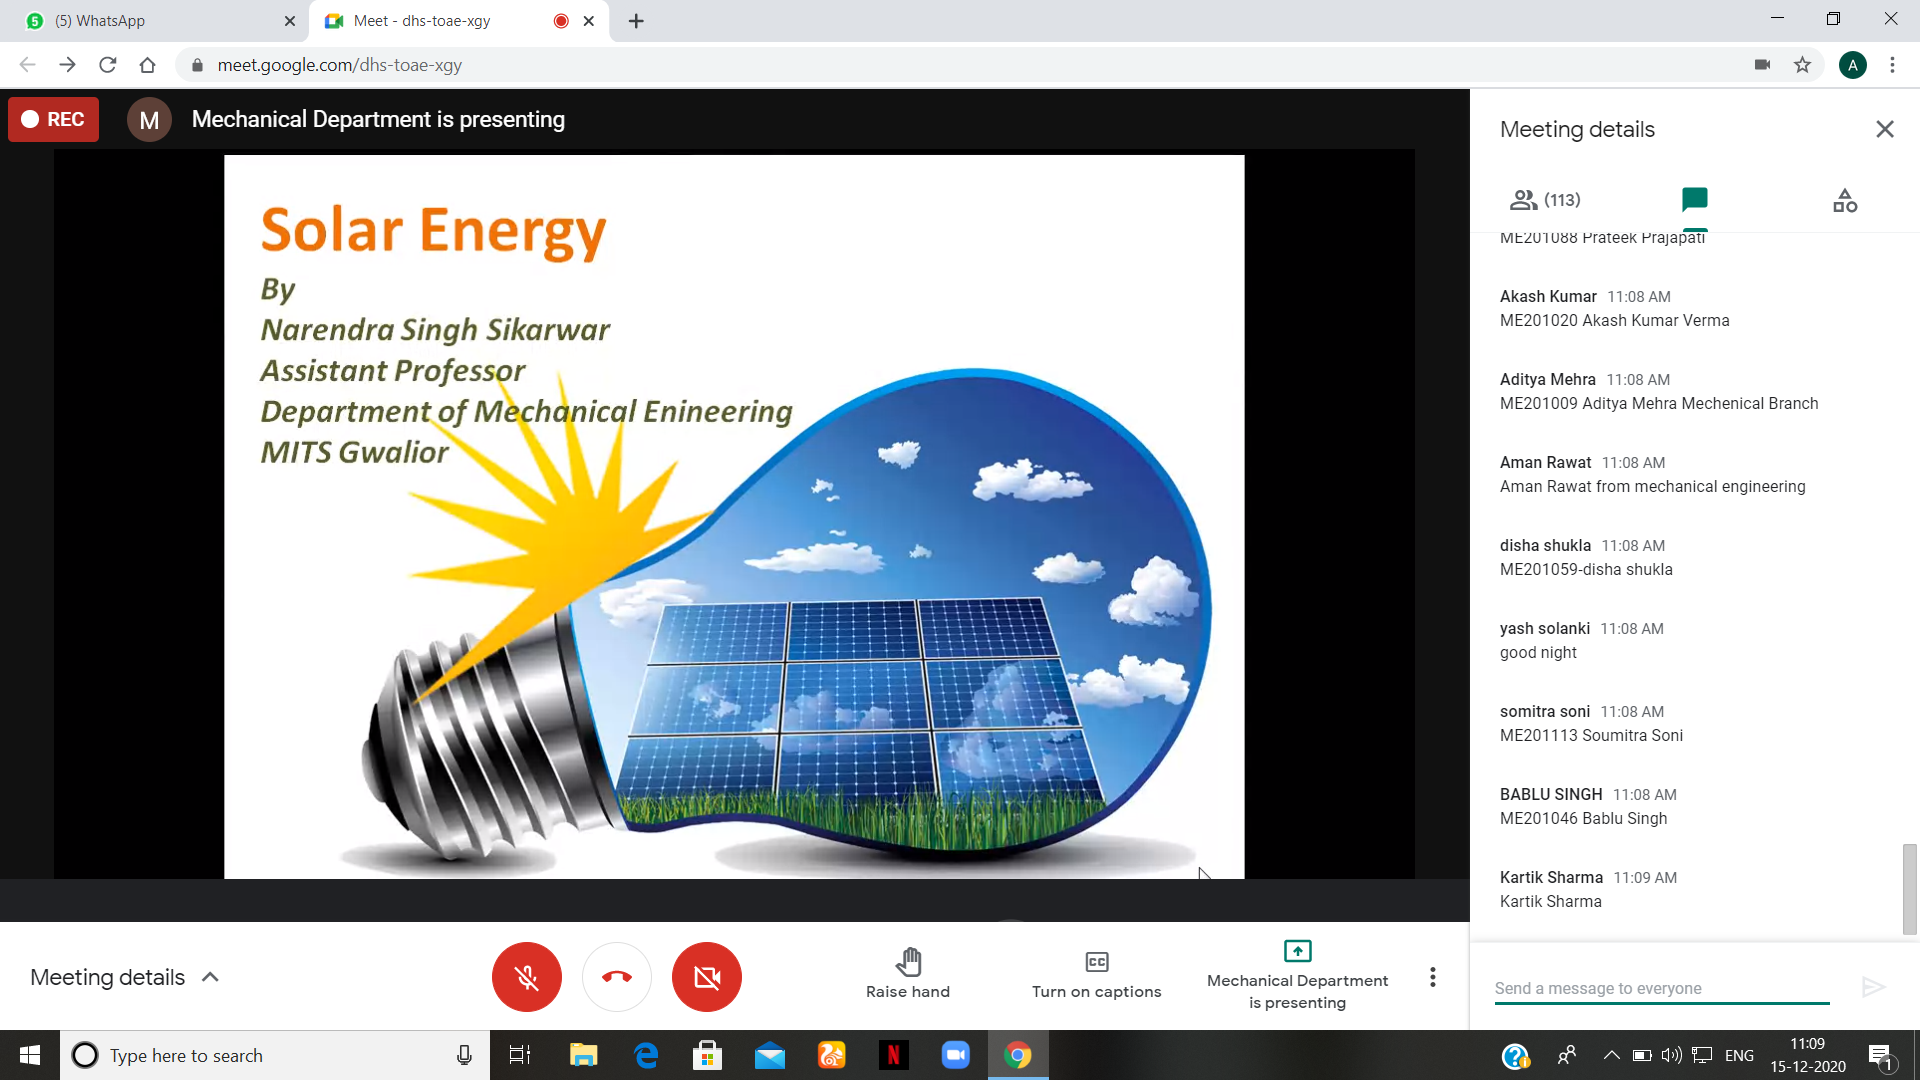 (5) WhatsApp
Meet - dhs-toae-xgy
meet.google.com/dhs-toae-xgy
A
REC
M
Mechanical Department is presenting
Solar Energy
By
Narendra Singh Sikarwar
Assistant Professor
Department of Mechanical Enineering
MITS Gwalior
Meeting details
(113)
ME201088 Prateek Prajapati
Akash Kumar 11:08 AM
ME201020 Akash Kumar Verma
Aditya Mehra 11:08 AM
ME201009 Aditya Mehra Mechenical Branch
Aman Rawat 11:08 AM
Aman Rawat from mechanical engineering
disha shukla 11:08 AM
ME201059-disha shukla
yash solanki 11:08 AM
good night
somitra soni 11:08 AM
ME201113 Soumitra Soni
BABLU SINGH 11:08 AM
ME201046 Bablu Singh
Kartik Sharma 11:09 AM
Kartik Sharma
Send a message to everyone
Meeting details
Raise hand
CC
Turn on captions
Mechanical Department
is presenting
Type here to search
N
ENG
11:09
15-12-2020
1